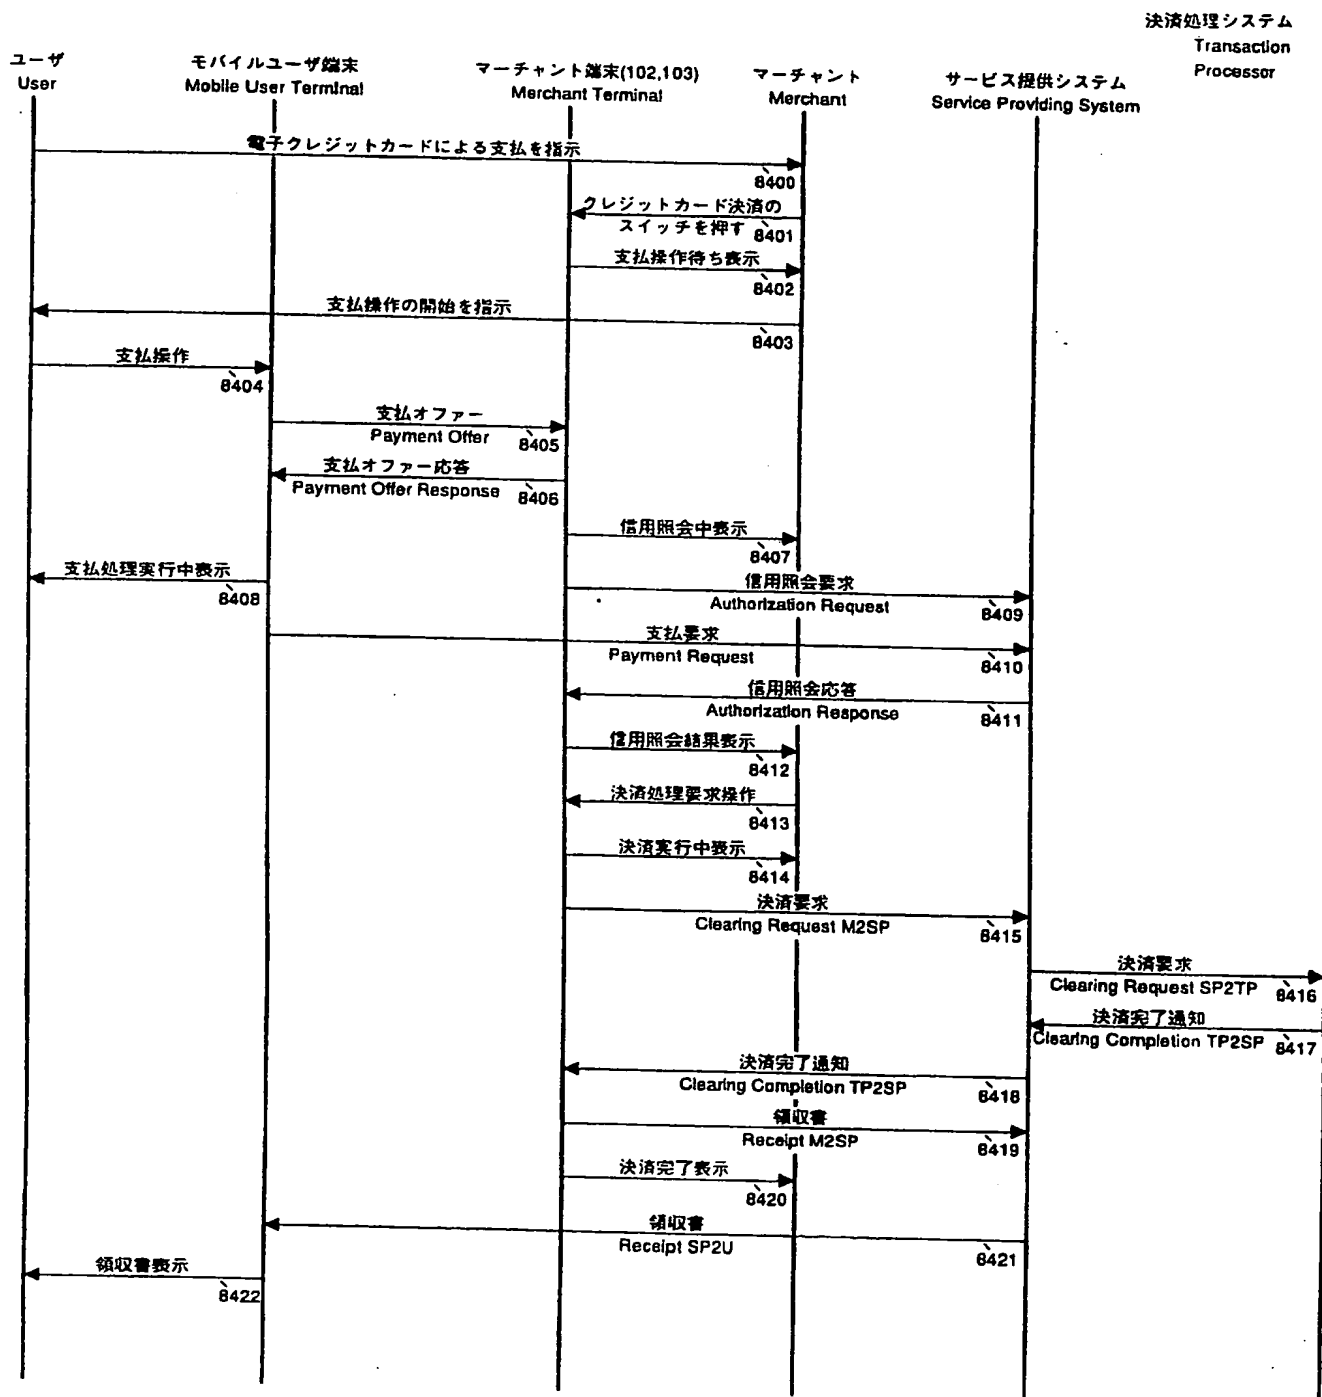 決済処理システム
Transaction
Processor
ユーザ
User
モバイルユーザ端末
Mobile User Terminal
マーチャント端末(102,103)
Merchant Terminal
マーチャント
Merchant
サービス提供システム
Service Providing System
電子クレジットカードによる支払を指示
8400
クレジットカード決済の
スイッチを押す
8401
支払操作待ち表示
8402
支払操作の開始を指示
8403
支払操作
8404
支払オファー
Payment Offer
8405
支払オファー応答
Payment Offer Response
8406
信用照会中表示
8407
支払処理実行中表示
8408
信用照会要求
Authorization Request
8409
支払要求
Payment Request
8410
信用照会応答
Authorization Response
8411
信用照会結果表示
8412
決済処理要求操作
8413
決済実行中表示
8414
決済要求
Clearing Request M2SP
8415
決済要求
Clearing Request SP2TP
8416
決済完了通知
Clearing Completion TP2SP
8417
決済完了通知
Clearing Completion TP2SP
8418
領収書
Receipt M2SP
8419
決済完了表示
8420
領収書
Receipt SP2U
8421
領収書表示
8422